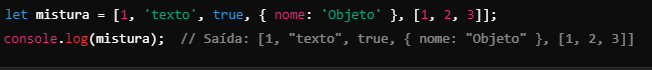 let mistura = [1, 'texto', true, { nome: 'Objeto' }, [1, 2, 3]];
console.log(mistura);  // Saída: [1, "texto", true, { nome: "Objeto" }, [1, 2, 3]]